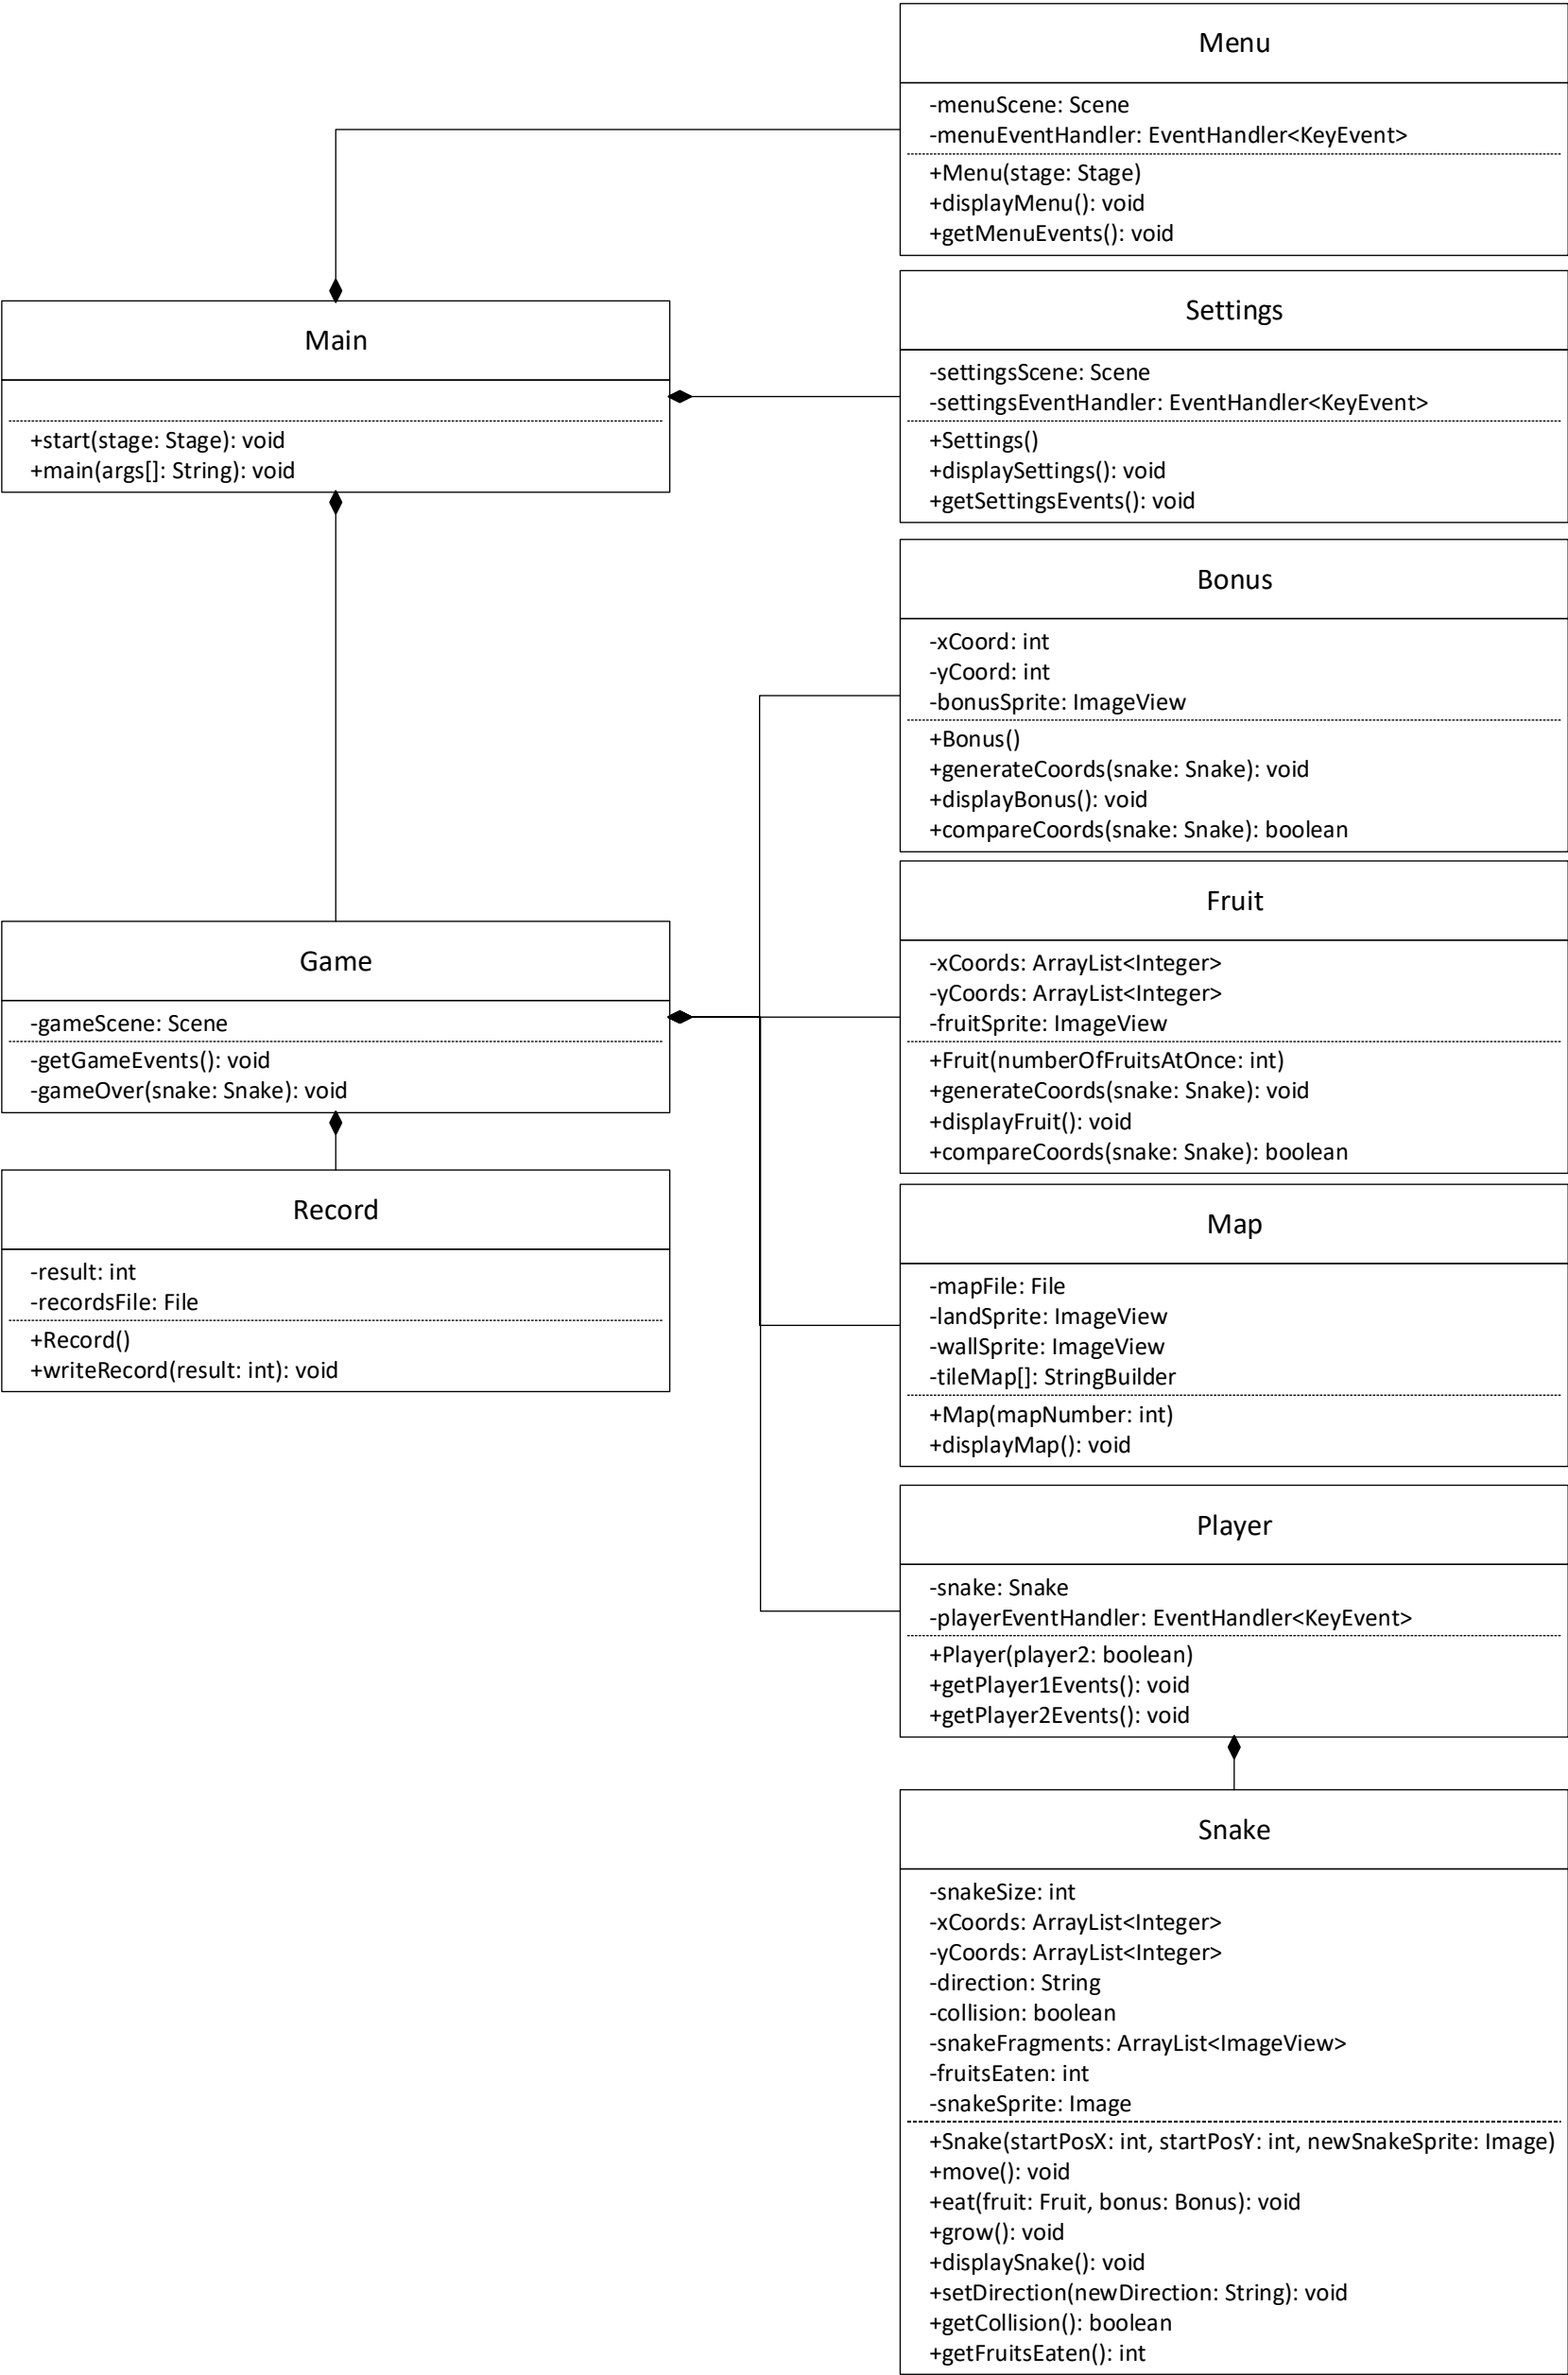 Menu
-menuScene: Scene
-menuEventHandler: EventHandler<KeyEvent>
+Menu(stage: Stage)
+displayMenu(): void
+getMenuEvents(): void
Main
+start(stage: Stage): void
+main(args[]: String): void
Settings
-settingsScene: Scene
-settingsEventHandler: EventHandler<KeyEvent>
+Settings()
+displaySettings(): void
+getSettingsEvents(): void
Bonus
-xCoord: int
-yCoord: int
-bonusSprite: ImageView
+Bonus()
+generateCoords(snake: Snake): void
+displayBonus(): void
+compareCoords(snake: Snake): boolean
Game
-gameScene: Scene
-getGameEvents(): void
-gameOver(snake: Snake): void
Fruit
-xCoords: ArrayList<Integer>
-yCoords: ArrayList<Integer>
-fruitSprite: ImageView
+Fruit(numberOfFruitsAtOnce: int)
+generateCoords(snake: Snake): void
+displayFruit(): void
+compareCoords(snake: Snake): boolean
Record
-result: int
-recordsFile: File
+Record()
+writeRecord(result: int): void
Map
-mapFile: File
-landSprite: ImageView
-wallSprite: ImageView
-tileMap[]: StringBuilder
+Map(mapNumber: int)
+displayMap(): void
Player
-snake: Snake
-playerEventHandler: EventHandler<KeyEvent>
+Player(player2: boolean)
+getPlayer1Events(): void
+getPlayer2Events(): void
Snake
-snakeSize: int
-xCoords: ArrayList<Integer>
-yCoords: ArrayList<Integer>
-direction: String
-collision: boolean
-snakeFragments: ArrayList<ImageView>
-fruitsEaten: int
-snakeSprite: Image
+Snake(startPosX: int, startPosY: int, newSnakeSprite: Image)
+move(): void
+eat(fruit: Fruit, bonus: Bonus): void
+grow(): void
+displaySnake(): void
+setDirection(newDirection: String): void
+getCollision(): boolean
+getFruitsEaten(): int